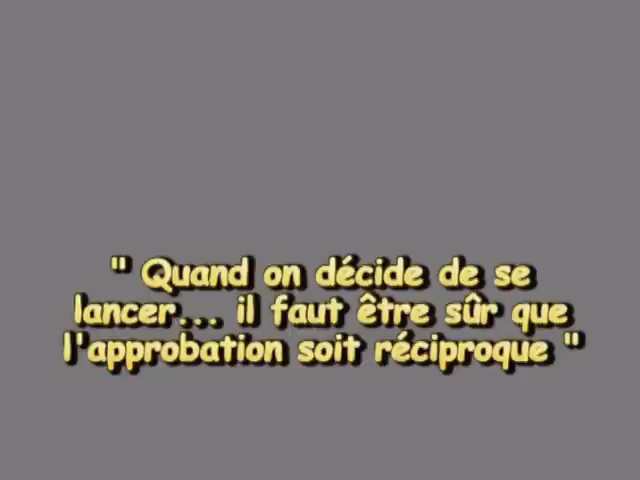 " Quand on décide de se
lancer... il faut être sûr que
l'approbation soit réciproque "